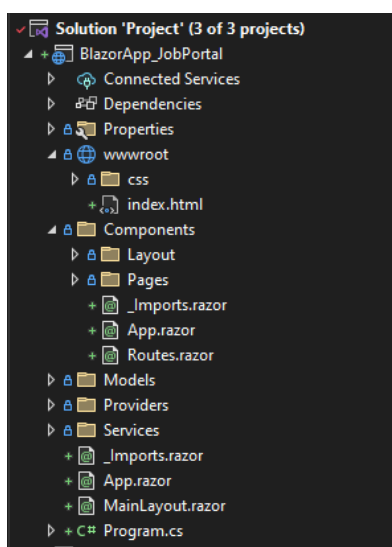 Solution 'Project' (3 of 3 projects)
BlazorApp_JobPortal
Connected Services
Dependencies
Properties
wwwroot
css
index.html
Components
Layout
Pages
_Imports.razor
App.razor
Routes.razor
Models
Providers
Services
_Imports.razor
App.razor
MainLayout.razor
C# Program.cs